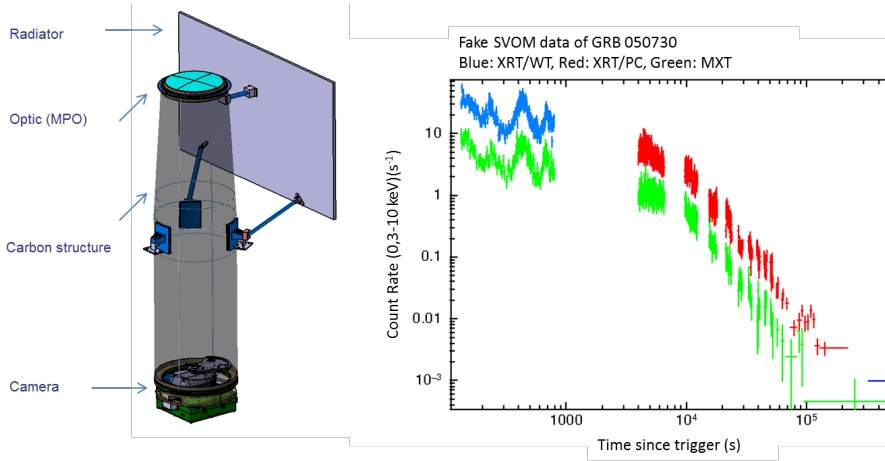 Radiator
Optic (MPO)
Carbon structure
Camera
Fake SVOM data of GRB 050730
Blue: XRT/WT, Red: XRT/PC, Green: MXT
Count Rate (0,3-10 keV)(s⁻¹)
10
1
0.1
0.01
10⁻³
1000
10⁴
10⁵
Time since trigger (s)